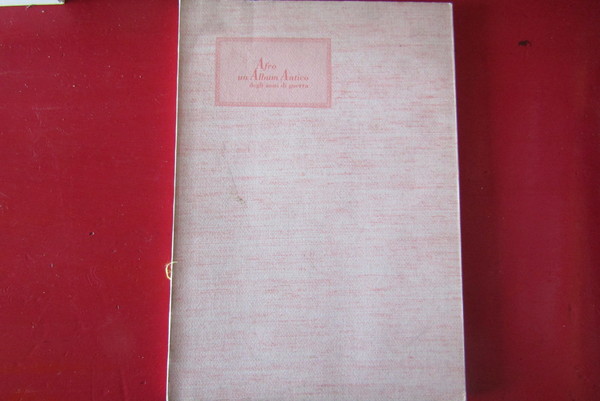 Afro
un Album Antico
degli anni di guerra